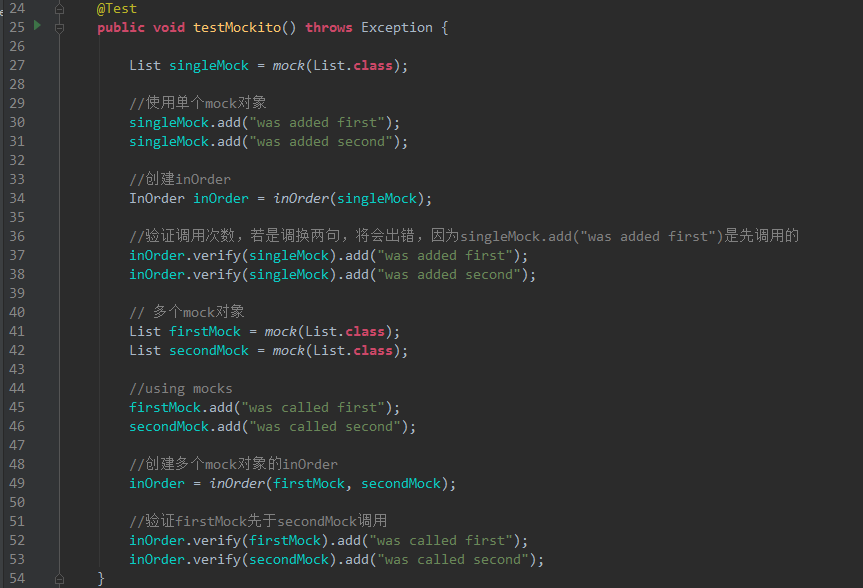 24 @Test
25 public void testMockito() throws Exception {
26
27 List singleMock = mock(List.class);
28
29 //使用单个mock对象
30 singleMock.add("was added first");
31 singleMock.add("was added second");
32
33 //创建inOrder
34 InOrder inOrder = inOrder(singleMock);
35
36 //验证调用次数，若是调换两句，将会出错，因为singleMock.add("was added first")是先调用的
37 inOrder.verify(singleMock).add("was added first");
38 inOrder.verify(singleMock).add("was added second");
39
40 // 多个mock对象
41 List firstMock = mock(List.class);
42 List secondMock = mock(List.class);
43
44 //using mocks
45 firstMock.add("was called first");
46 secondMock.add("was called second");
47
48 //创建多个mock对象的inOrder
49 inOrder = inOrder(firstMock, secondMock);
50
51 //验证firstMock先于secondMock调用
52 inOrder.verify(firstMock).add("was called first");
53 inOrder.verify(secondMock).add("was called second");
54 }